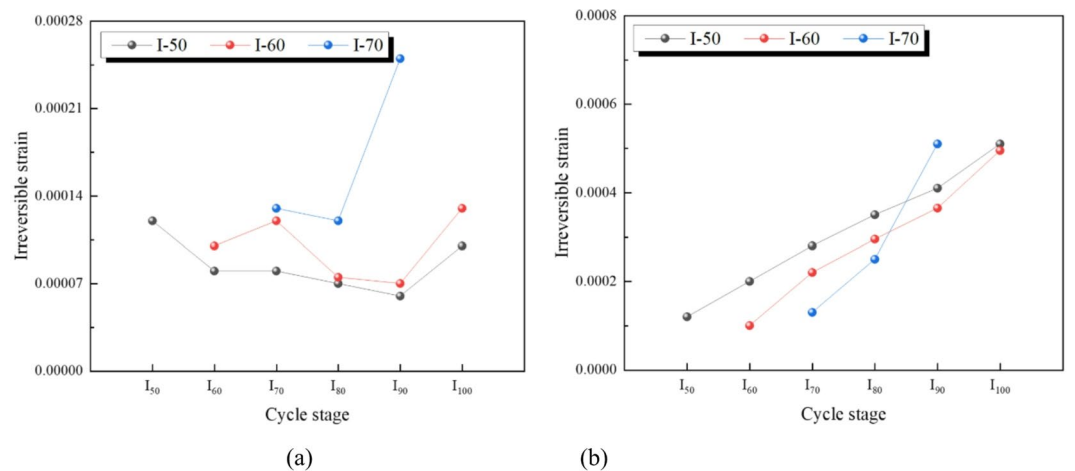 0.00028
I-50 I-60 I-70
0.00021
0.00014
0.00007
0.00000
Irreversible strain
I50 I60 I70 I80 I90 I100
Cycle stage
(a)
0.0008
I-50 I-60 I-70
0.0006
0.0004
0.0002
0.0000
Irreversible strain
I50 I60 I70 I80 I90 I100
Cycle stage
(b)